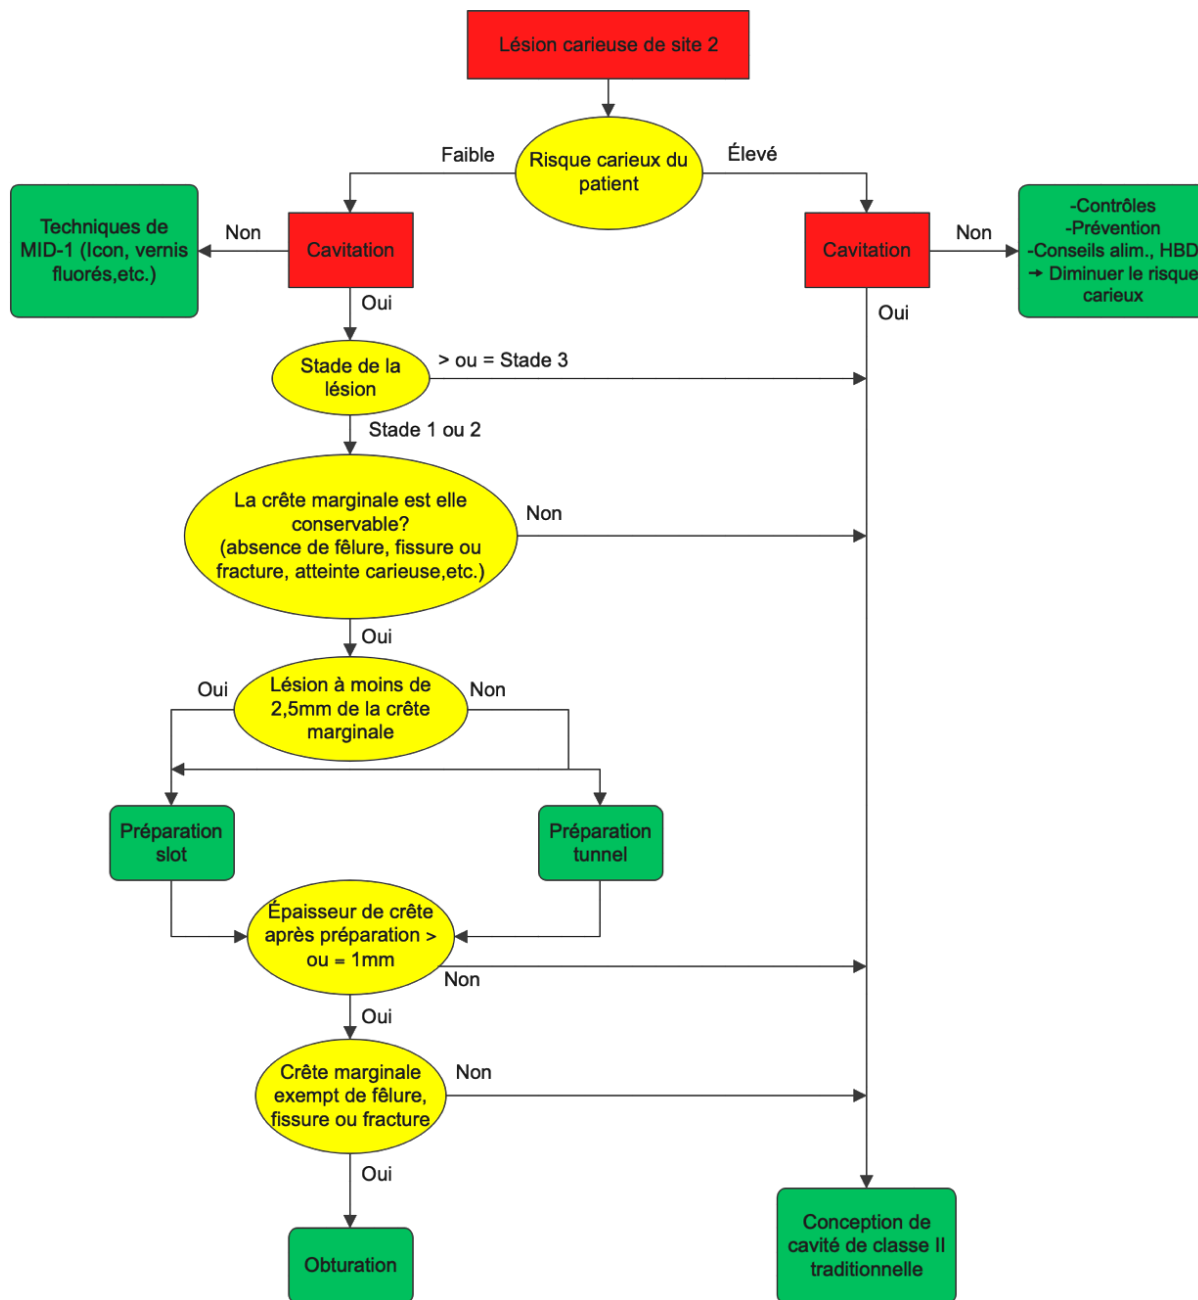 Lésion carieuse de site 2
Risque carieux du
patient
Faible
Élevé
Techniques de
MID-1 (Icon, vernis
fluorés,etc.)
Non
Cavitation
Oui
Cavitation
Non
Oui
-Contrôles
-Prévention
-Conseils alim., HBD
→ Diminuer le risque
carieux
Stade de la
lésion
> ou = Stade 3
Stade 1 ou 2
La crête marginale est elle
conservable?
(absence de fêlure, fissure ou
fracture, atteinte carieuse,etc.)
Non
Oui
Oui
Lésion à moins de
2,5mm de la crête
marginale
Non
Préparation
slot
Préparation
tunnel
Épaisseur de crête
après préparation >
ou = 1mm
Non
Oui
Crête marginale
exempt de fêlure,
fissure ou fracture
Non
Oui
Obturation
Conception de
cavité de classe II
traditionnelle